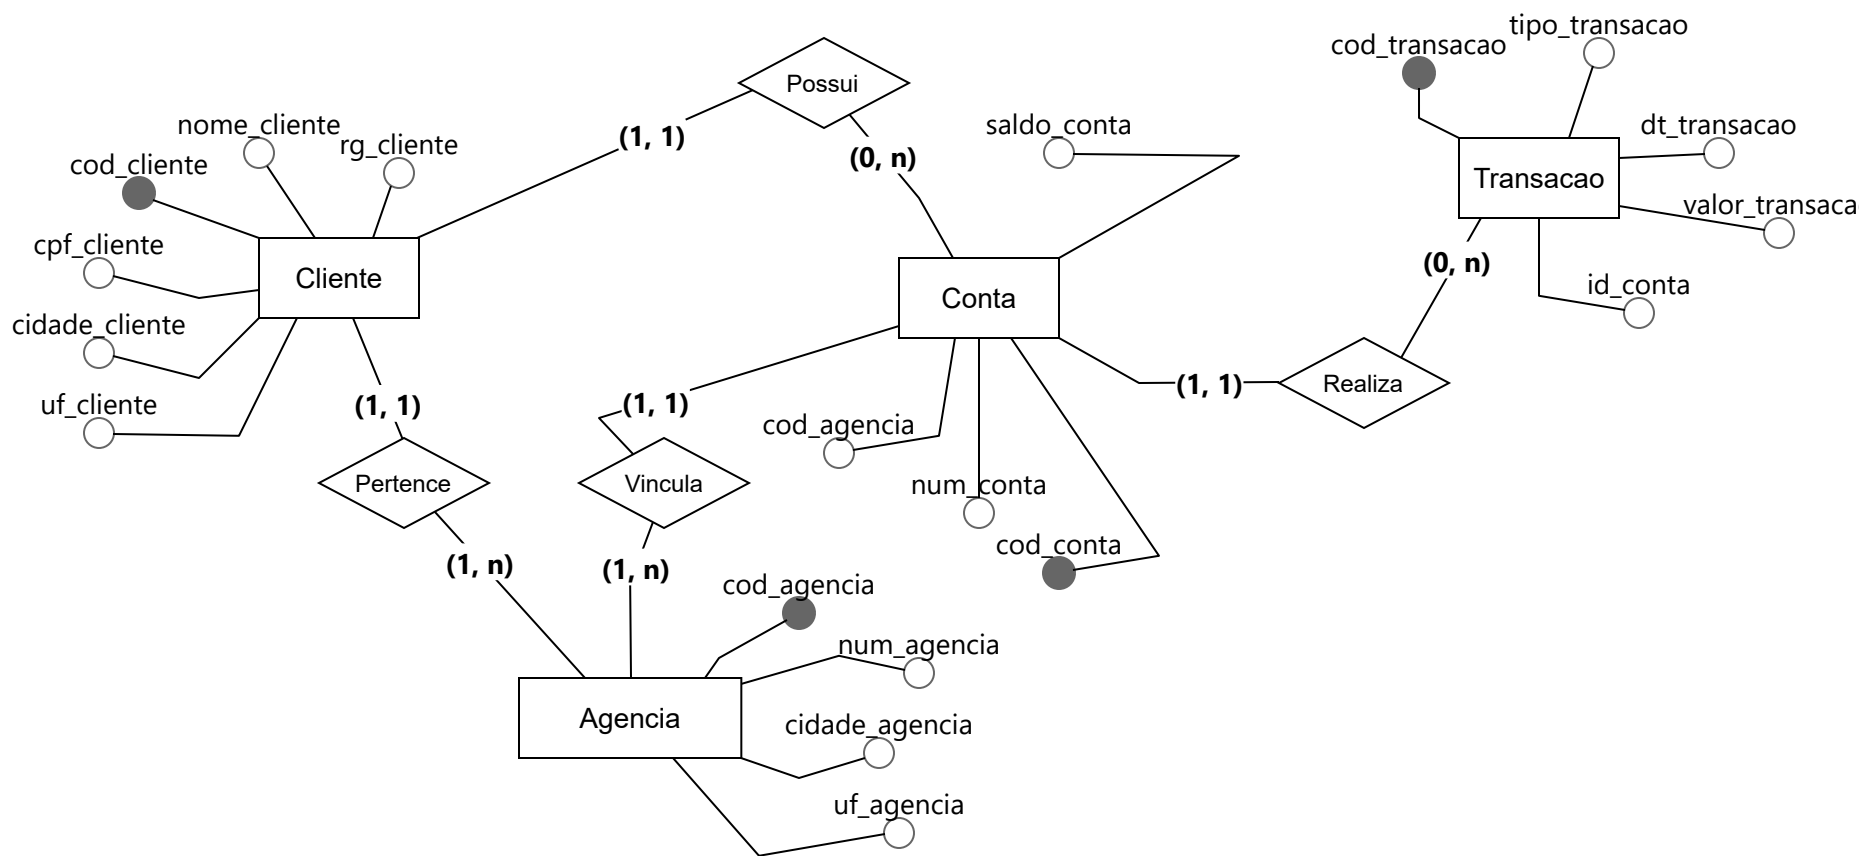 tipo_transacao
cod_transacao
Possui
nome_cliente
saldo_conta
dt_transacao
(1, 1)
rg_cliente
(0, n)
cod_cliente
Transacao
valor_transaca
cpf_cliente
(0, n)
Cliente
Conta
id_conta
cidade_cliente
Realiza
(1, 1)
uf_cliente
(1, 1)
(1, 1)
cod_agencia
Pertence
Vincula
num_conta
cod_conta
(1, n)
(1, n)
cod_agencia
num_agencia
Agencia
cidade_agencia
uf_agencia